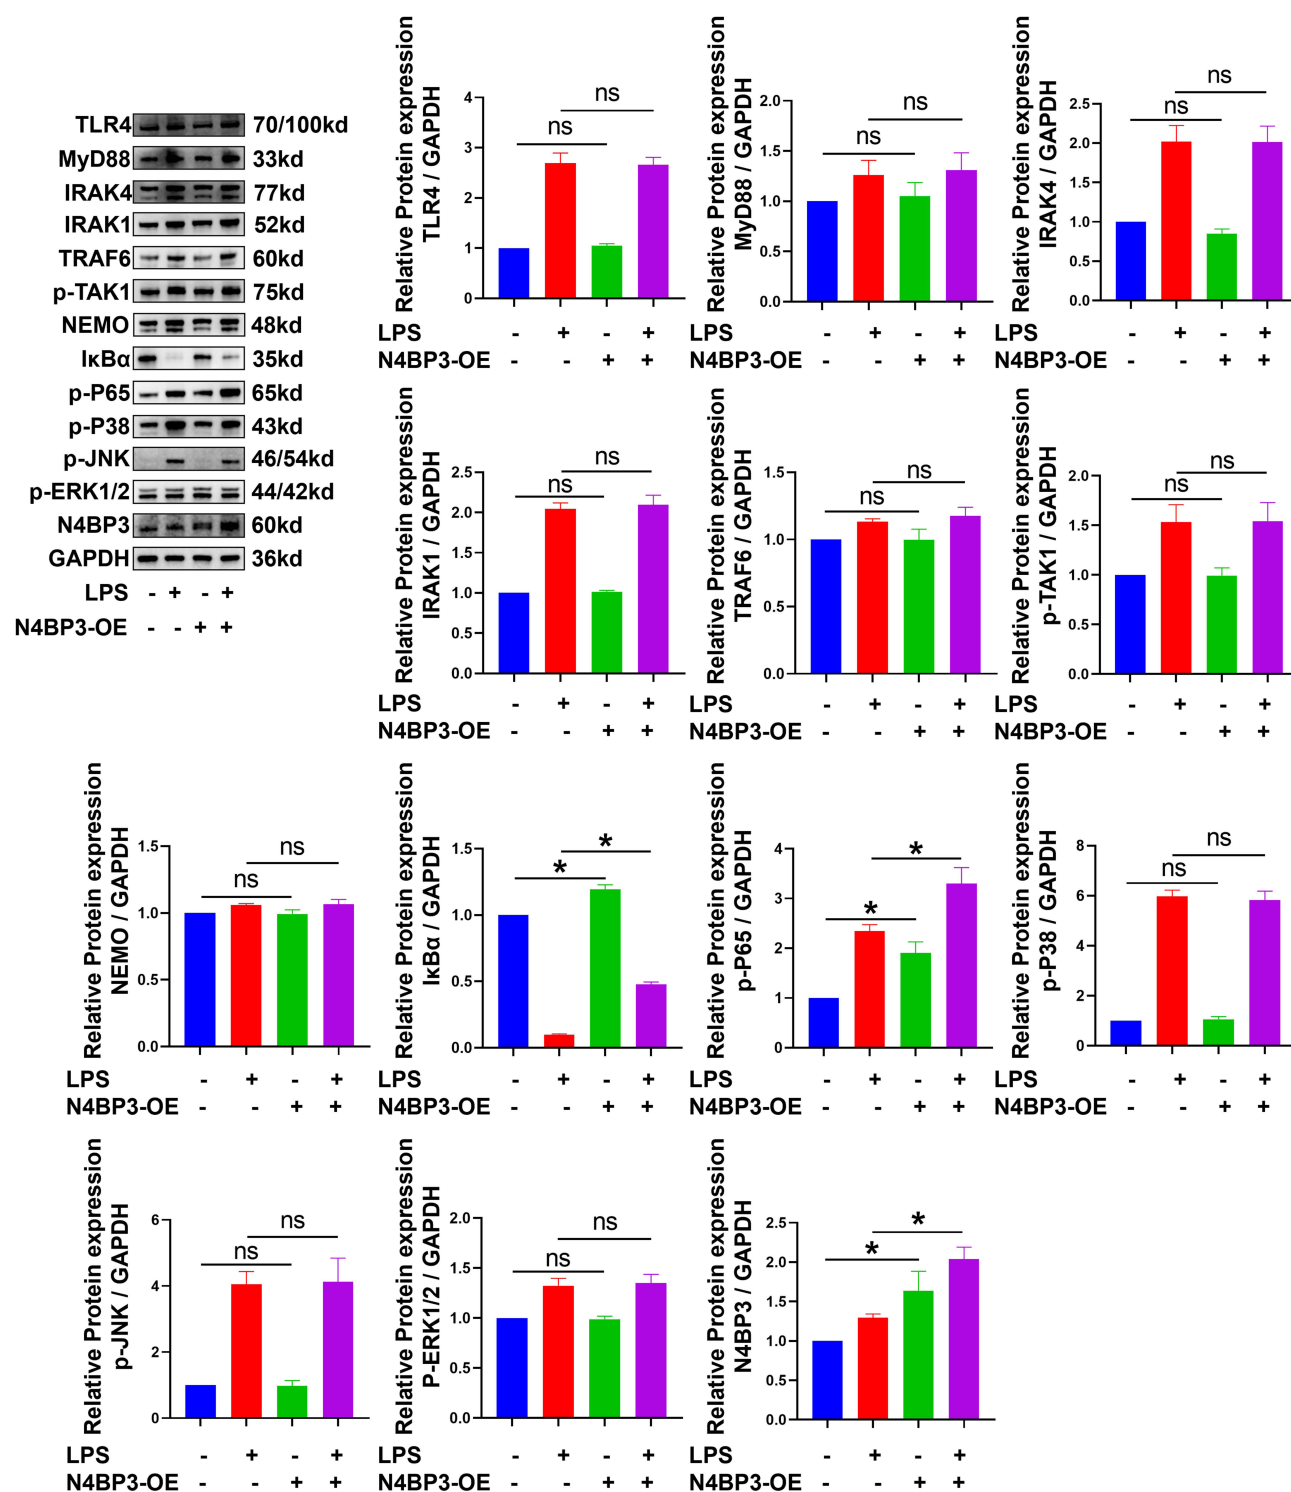 TLR4 70/100kd
MyD88 33kd
IRAK4 77kd
IRAK1 52kd
TRAF6 60kd
p-TAK1 75kd
NEMO 48kd
IκBα 35kd
p-P65 65kd
p-P38 43kd
p-JNK 46/54kd
p-ERK1/2 44/42kd
N4BP3 60kd
GAPDH 36kd
LPS - + - +
N4BP3-OE - - + +
Relative Protein expression
TLR4 / GAPDH
4
3
2
1
0
ns
ns
LPS - + - +
N4BP3-OE - - + +
Relative Protein expression
MyD88 / GAPDH
2.0
1.5
1.0
0.5
0.0
ns
ns
- + - +
- - + +
Relative Protein expression
IRAK4 / GAPDH
2.5
2.0
1.5
1.0
0.5
0.0
ns
ns
- + - +
- - + +
Relative Protein expression
IRAK1 / GAPDH
2.5
2.0
1.5
1.0
0.5
0.0
ns
ns
LPS - + - +
N4BP3-OE - - + +
Relative Protein expression
TRAF6 / GAPDH
1.5
1.0
0.5
0.0
ns
ns
LPS - + - +
N4BP3-OE - - + +
Relative Protein expression
p-TAK1 / GAPDH
2.0
1.5
1.0
0.5
0.0
ns
ns
- + - +
- - + +
Relative Protein expression
NEMO / GAPDH
1.5
1.0
0.5
0.0
ns
ns
LPS - + - +
N4BP3-OE - - + +
Relative Protein expression
IκBα / GAPDH
1.5
1.0
0.5
0.0
*
*
LPS - + - +
N4BP3-OE - - + +
Relative Protein expression
p-P65 / GAPDH
4
3
2
1
0
*
*
LPS - + - +
N4BP3-OE - - + +
Relative Protein expression
p-P38 / GAPDH
8
6
4
2
0
ns
ns
- + - +
- - + +
Relative Protein expression
p-JNK / GAPDH
6
4
2
0
ns
ns
LPS - + - +
N4BP3-OE - - + +
Relative Protein expression
P-ERK1/2 / GAPDH
2.0
1.5
1.0
0.5
0.0
ns
ns
LPS - + - +
N4BP3-OE - - + +
Relative Protein expression
N4BP3 / GAPDH
2.5
2.0
1.5
1.0
0.5
0.0
*
*
LPS - + - +
N4BP3-OE - - + +